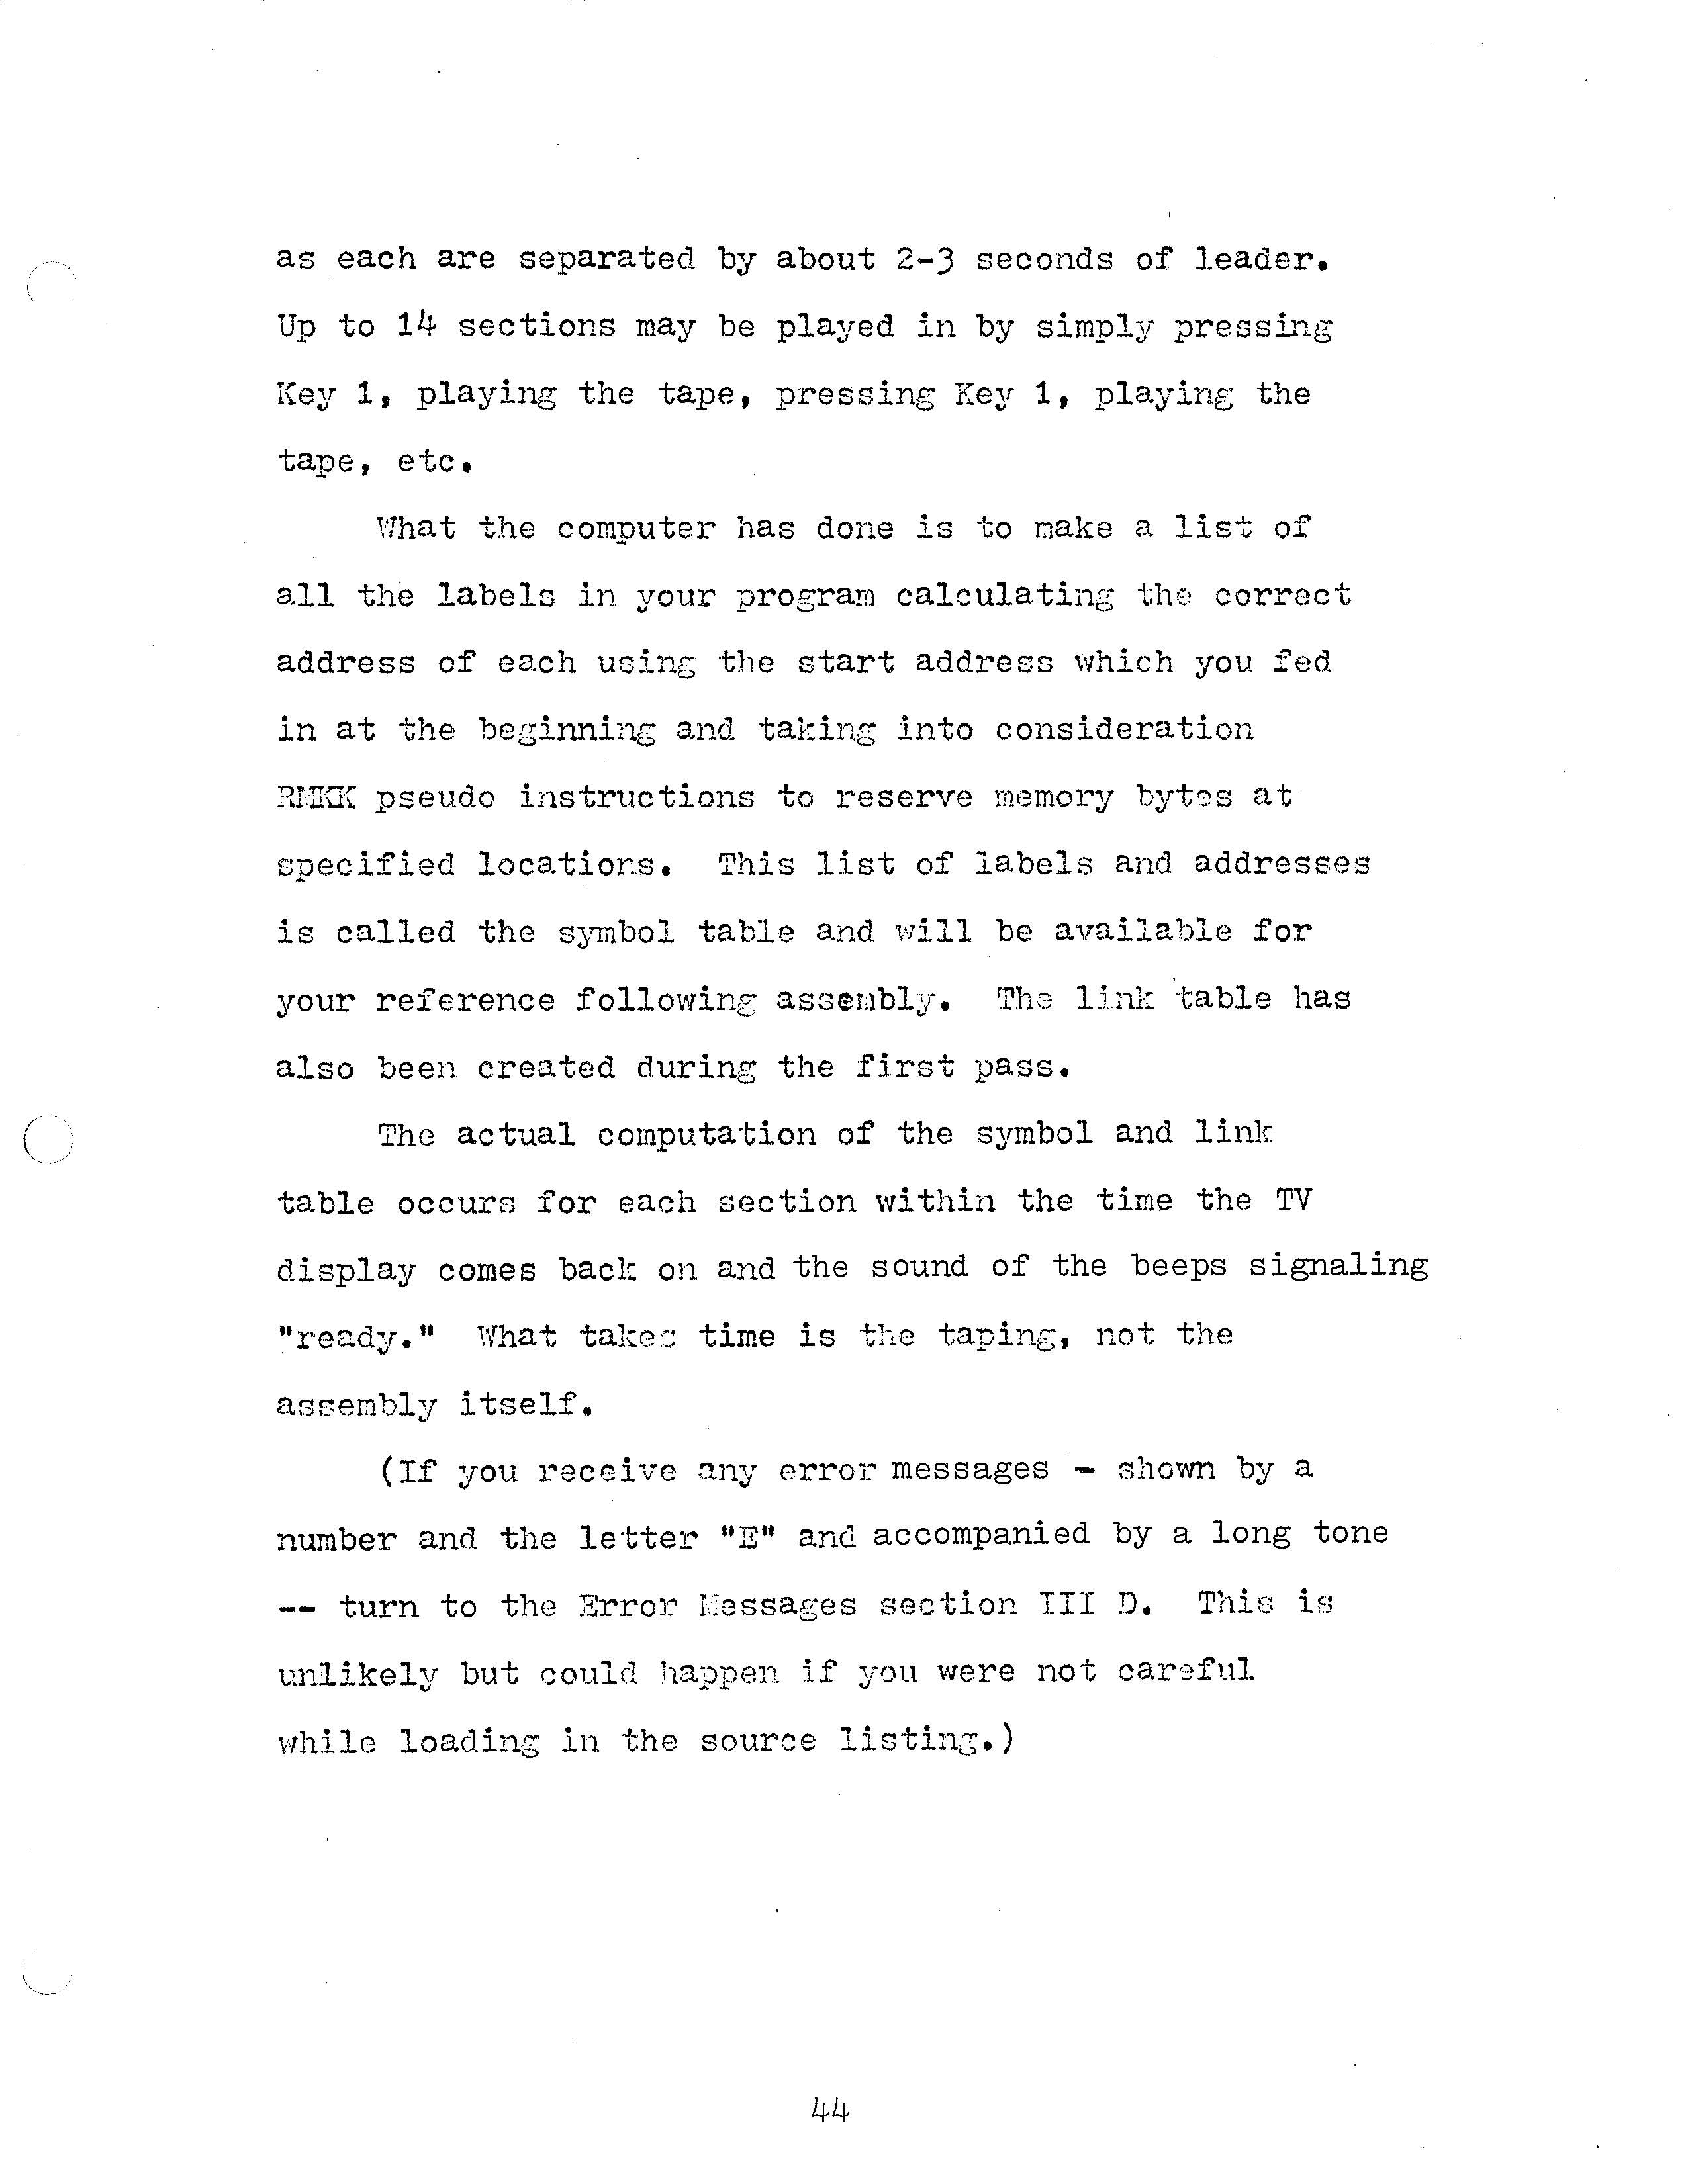 as each are separated by about 2-3 seconds of leader.
Up to 14 sections may be played in by simply pressing
Key 1, playing the tape, pressing Key 1, playing the
tape, etc.
What the computer has done is to make a list of
all the labels in your program calculating the correct
address of each using the start address which you fed
in at the beginning and taking into consideration
RMKK pseudo instructions to reserve memory bytes at
specified locations.  This list of labels and addresses
is called the symbol table and will be available for
your reference following assembly.  The link table has
also been created during the first pass.
The actual computation of the symbol and link
table occurs for each section within the time the TV
display comes back on and the sound of the beeps signaling
"ready."  What takes time is the taping, not the
assembly itself.
(If you receive any error messages - shown by a
number and the letter "E" and accompanied by a long tone
-- turn to the Error Messages section III D.  This is
unlikely but could happen if you were not careful
while loading in the source listing.)
44